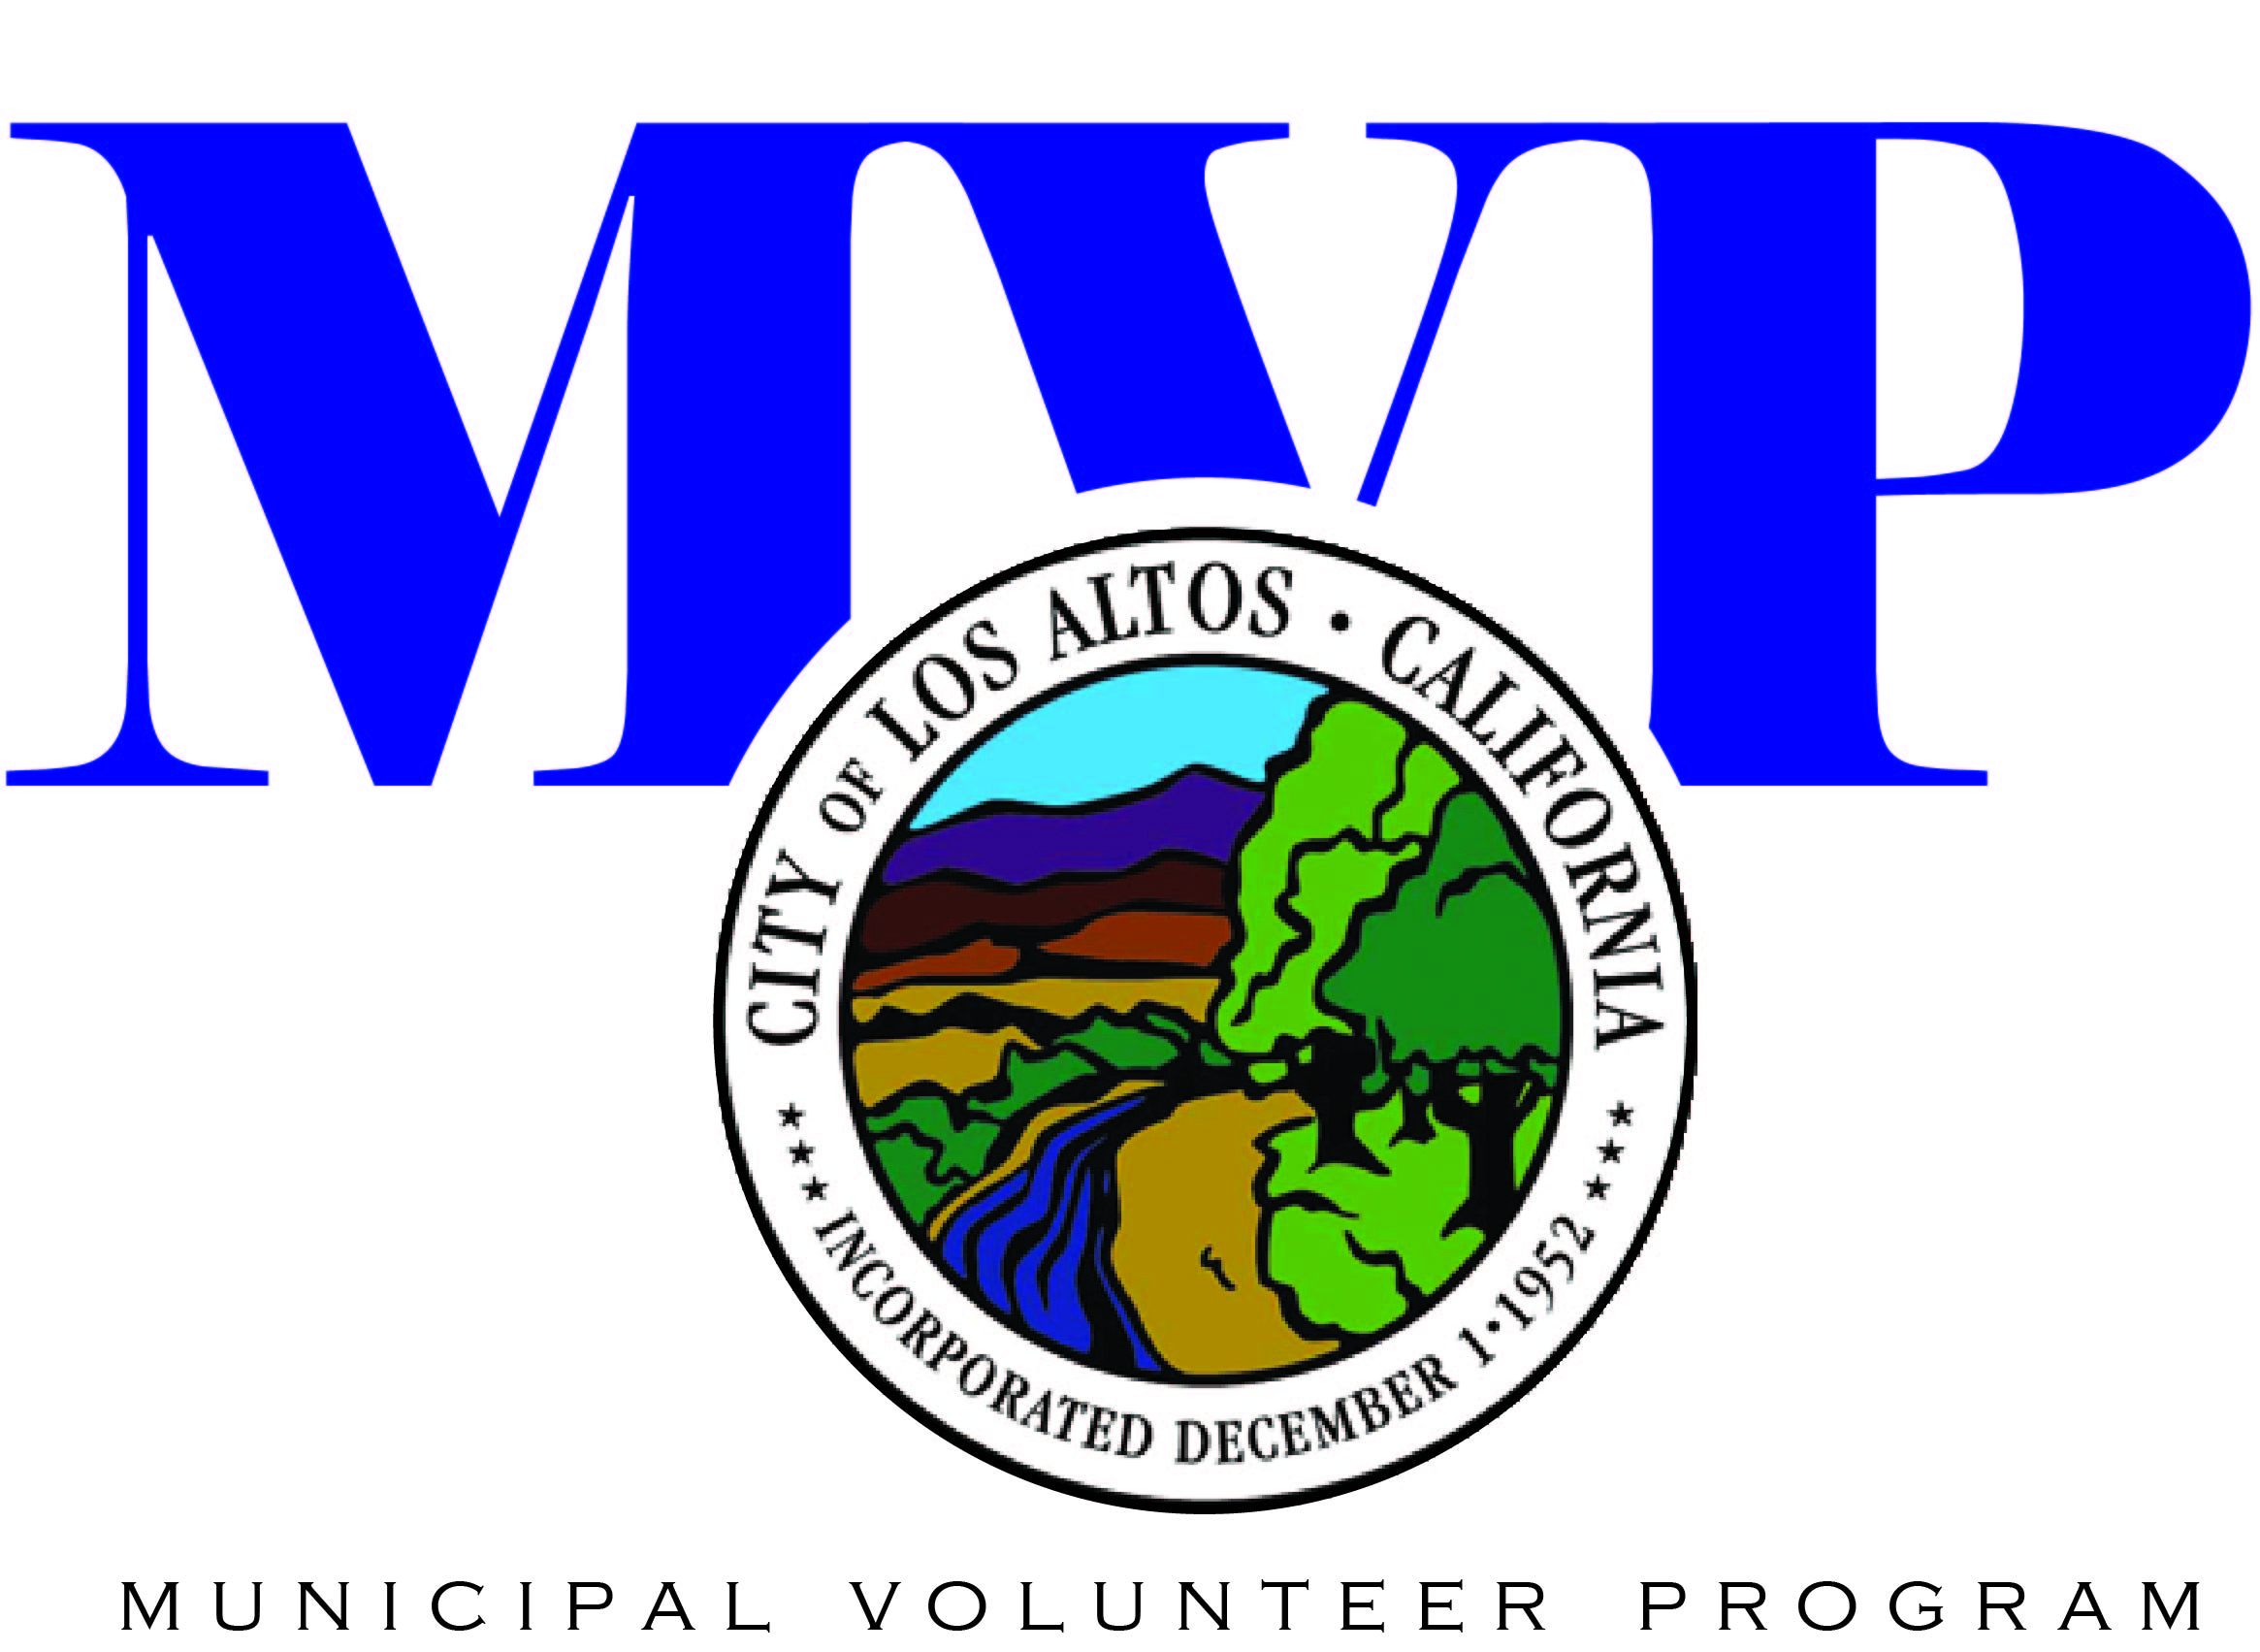 MVP
CITY OF LOS ALTOS • CALIFORNIA
INCORPORATED DECEMBER 1•1952
MUNICIPAL VOLUNTEER PROGRAM